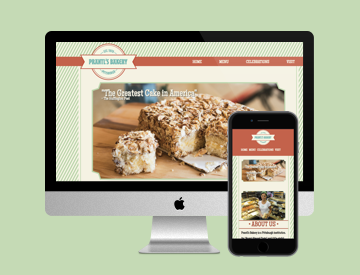 PRANTL'S BAKERY
HOME MENU CELEBRATIONS VISIT
"The Greatest Cake in America"
- The Huffington Post
PRANTL'S BAKERY
HOME MENU CELEBRATIONS VISIT
• ABOUT US •
Prantl's Bakery is a Pittsburgh institution,